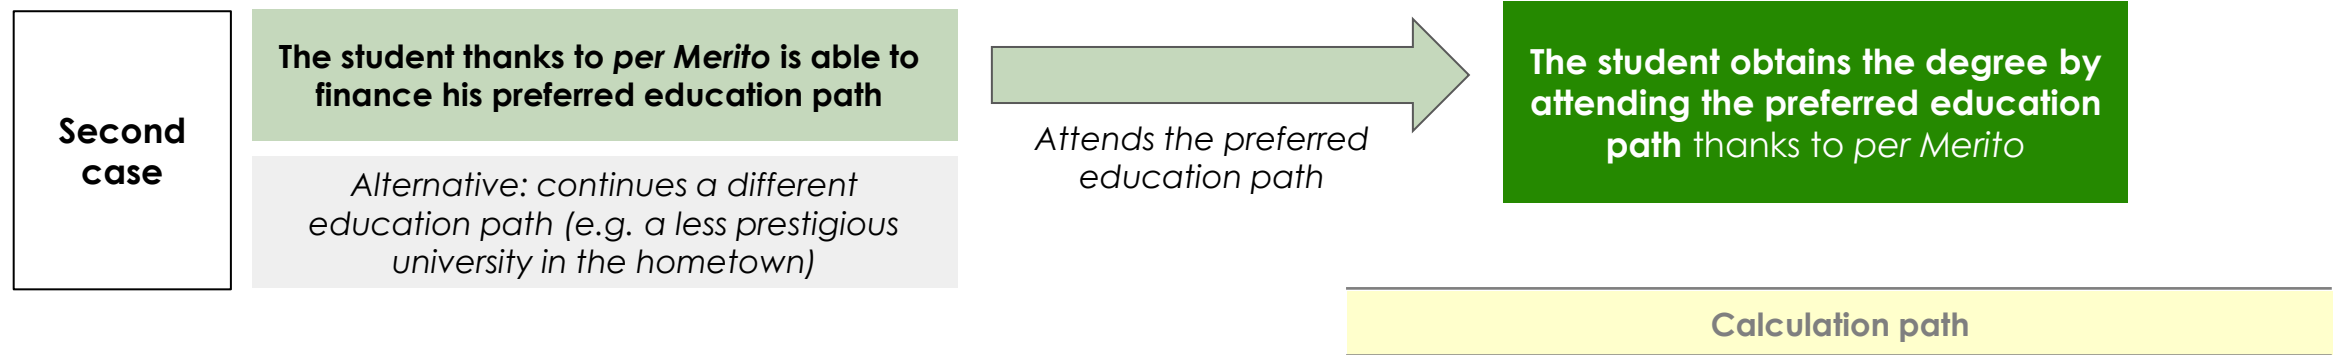 Second
case
The student thanks to per Merito is able to
finance his preferred education path
Alternative: continues a different
education path (e.g. a less prestigious
university in the hometown)
Attends the preferred
education path
The student obtains the degree by
attending the preferred education
path thanks to per Merito
Calculation path